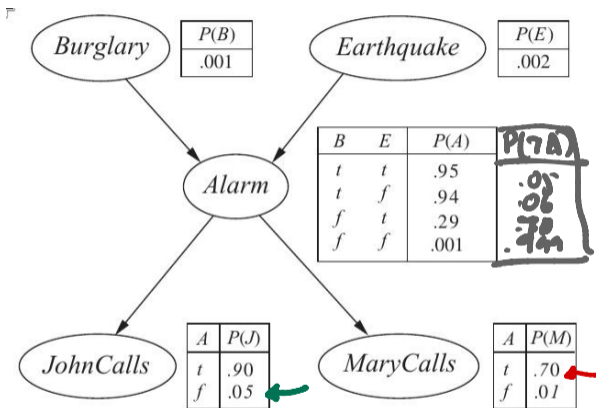 Burglary
P(B)
.001
Earthquake
P(E)
.002
B E P(A) P(¬A)
t t .95 .05
t f .94 .06
f t .29
f f .001
Alarm
JohnCalls
A P(J)
t .90
f .05
MaryCalls
A P(M)
t .70
f .01